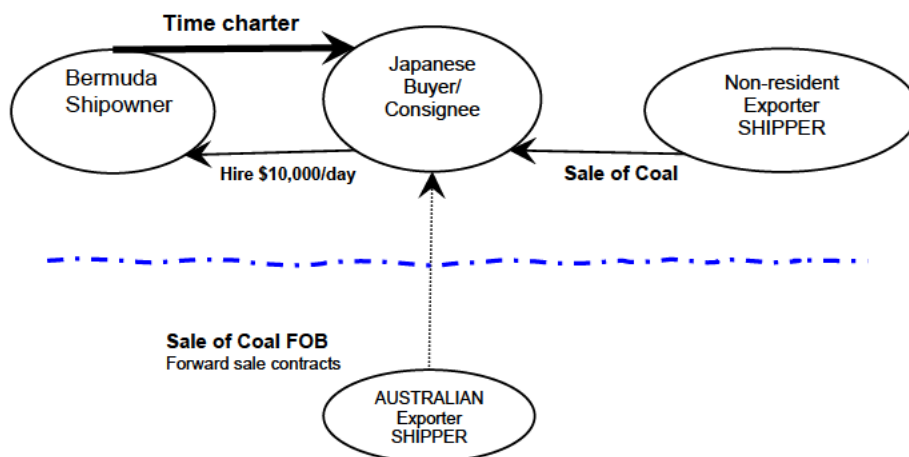 Time charter
Bermuda
Shipowner
Japanese
Buyer/
Consignee
Non-resident
Exporter
SHIPPER
Hire $10,000/day
Sale of Coal
Sale of Coal FOB
Forward sale contracts
AUSTRALIAN
Exporter
SHIPPER